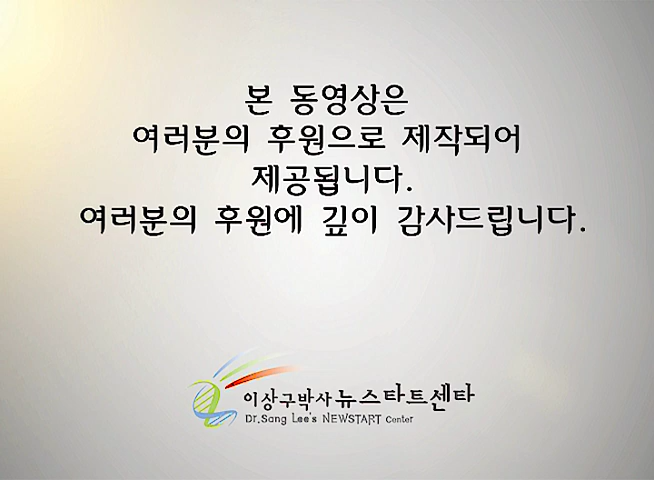 본 동영상은
여러분의 후원으로 제작되어
제공됩니다.
여러분의 후원에 깊이 감사드립니다.
이상구박사 뉴스타트센타
Dr.Sang Lee's NEWSTART Center